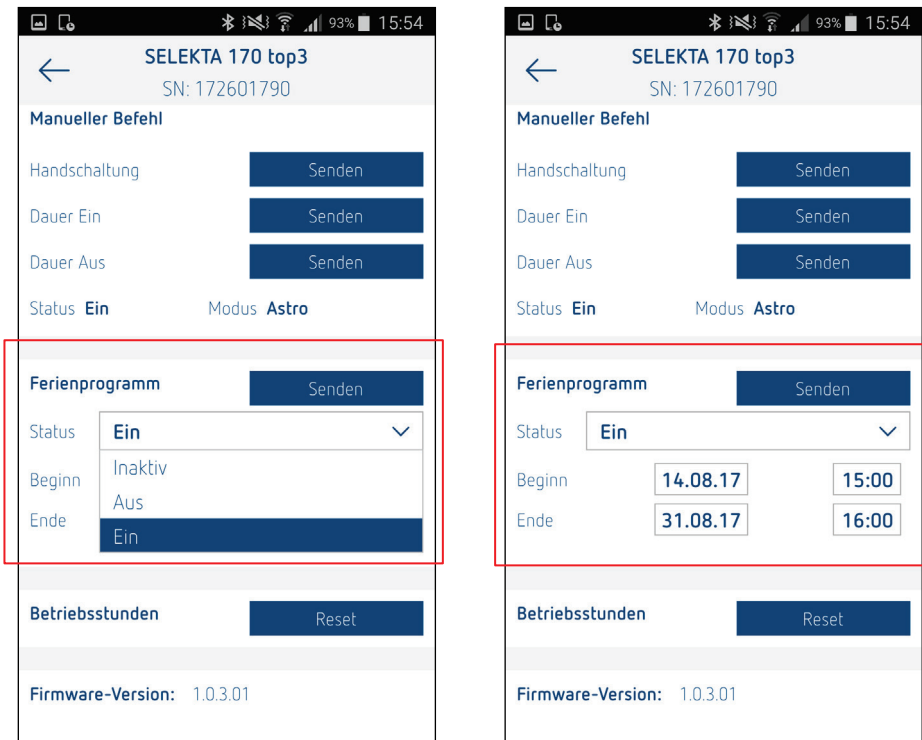 93% 15:54
SELEKTA 170 top3
SN: 172601790
Manueller Befehl
Handschaltung Senden
Dauer Ein Senden
Dauer Aus Senden
Status Ein Modus Astro
Ferienprogramm Senden
Status Ein
Inaktiv
Beginn
Aus
Ende
Ein
Betriebsstunden Reset
Firmware-Version: 1.0.3.01
93% 15:54
SELEKTA 170 top3
SN: 172601790
Manueller Befehl
Handschaltung Senden
Dauer Ein Senden
Dauer Aus Senden
Status Ein Modus Astro
Ferienprogramm Senden
Status Ein
Beginn 14.08.17 15:00
Ende 31.08.17 16:00
Betriebsstunden Reset
Firmware-Version: 1.0.3.01